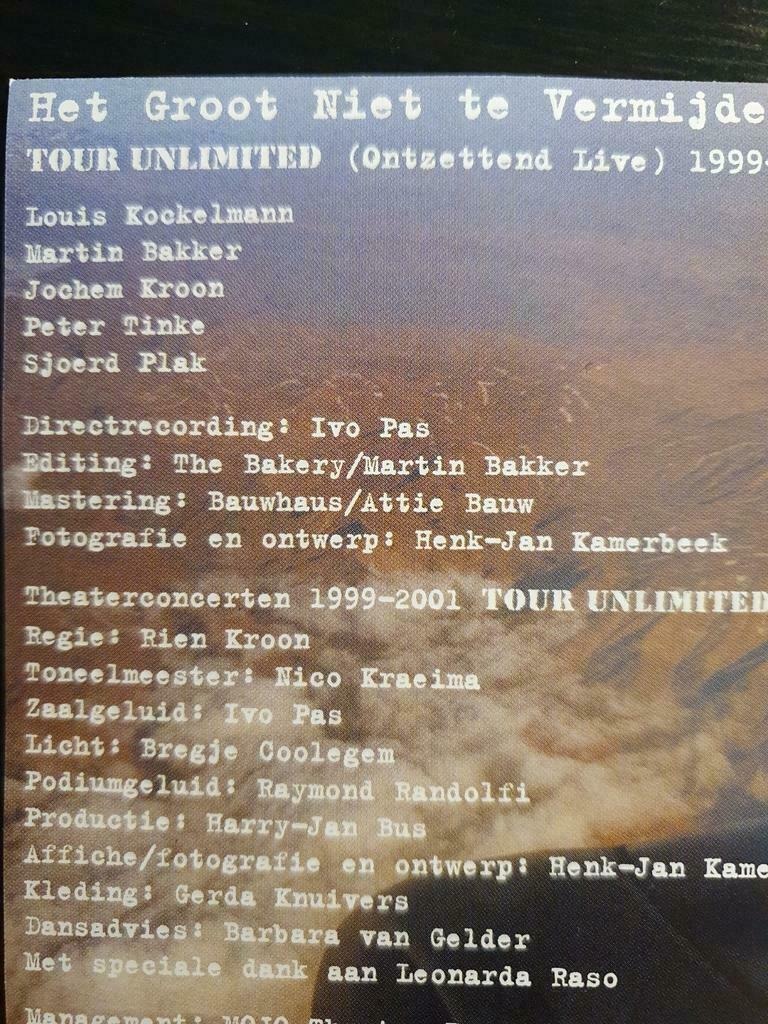 Het Groot Niet te Vermijde
TOUR UNLIMITED (Ontzettend Live) 1999-
Louis Kockelmann
Martin Bakker
Jochem Kroon
Peter Tinke
Sjoerd Plak
Directrecording: Ivo Pas
Editing: The Bakery/Martin Bakker
Mastering: Bauwhaus/Attie Bauw
Fotografie en ontwerp: Henk-Jan Kamerbeek
Theaterconcerten 1999-2001 TOUR UNLIMITED
Regie: Rien Kroon
Toneelmeester: Nico Kraeima
Zaalgeluid: Ivo Pas
Licht: Bregje Coolegem
Podiumgeluid: Raymond Randolfi
Productie: Harry-Jan Bus
Affiche/fotografie en ontwerp: Henk-Jan Kame
Kleding: Gerda Knuivers
Dansadvies: Barbara van Gelder
Met speciale dank aan Leonarda Raso
Management: MOJO